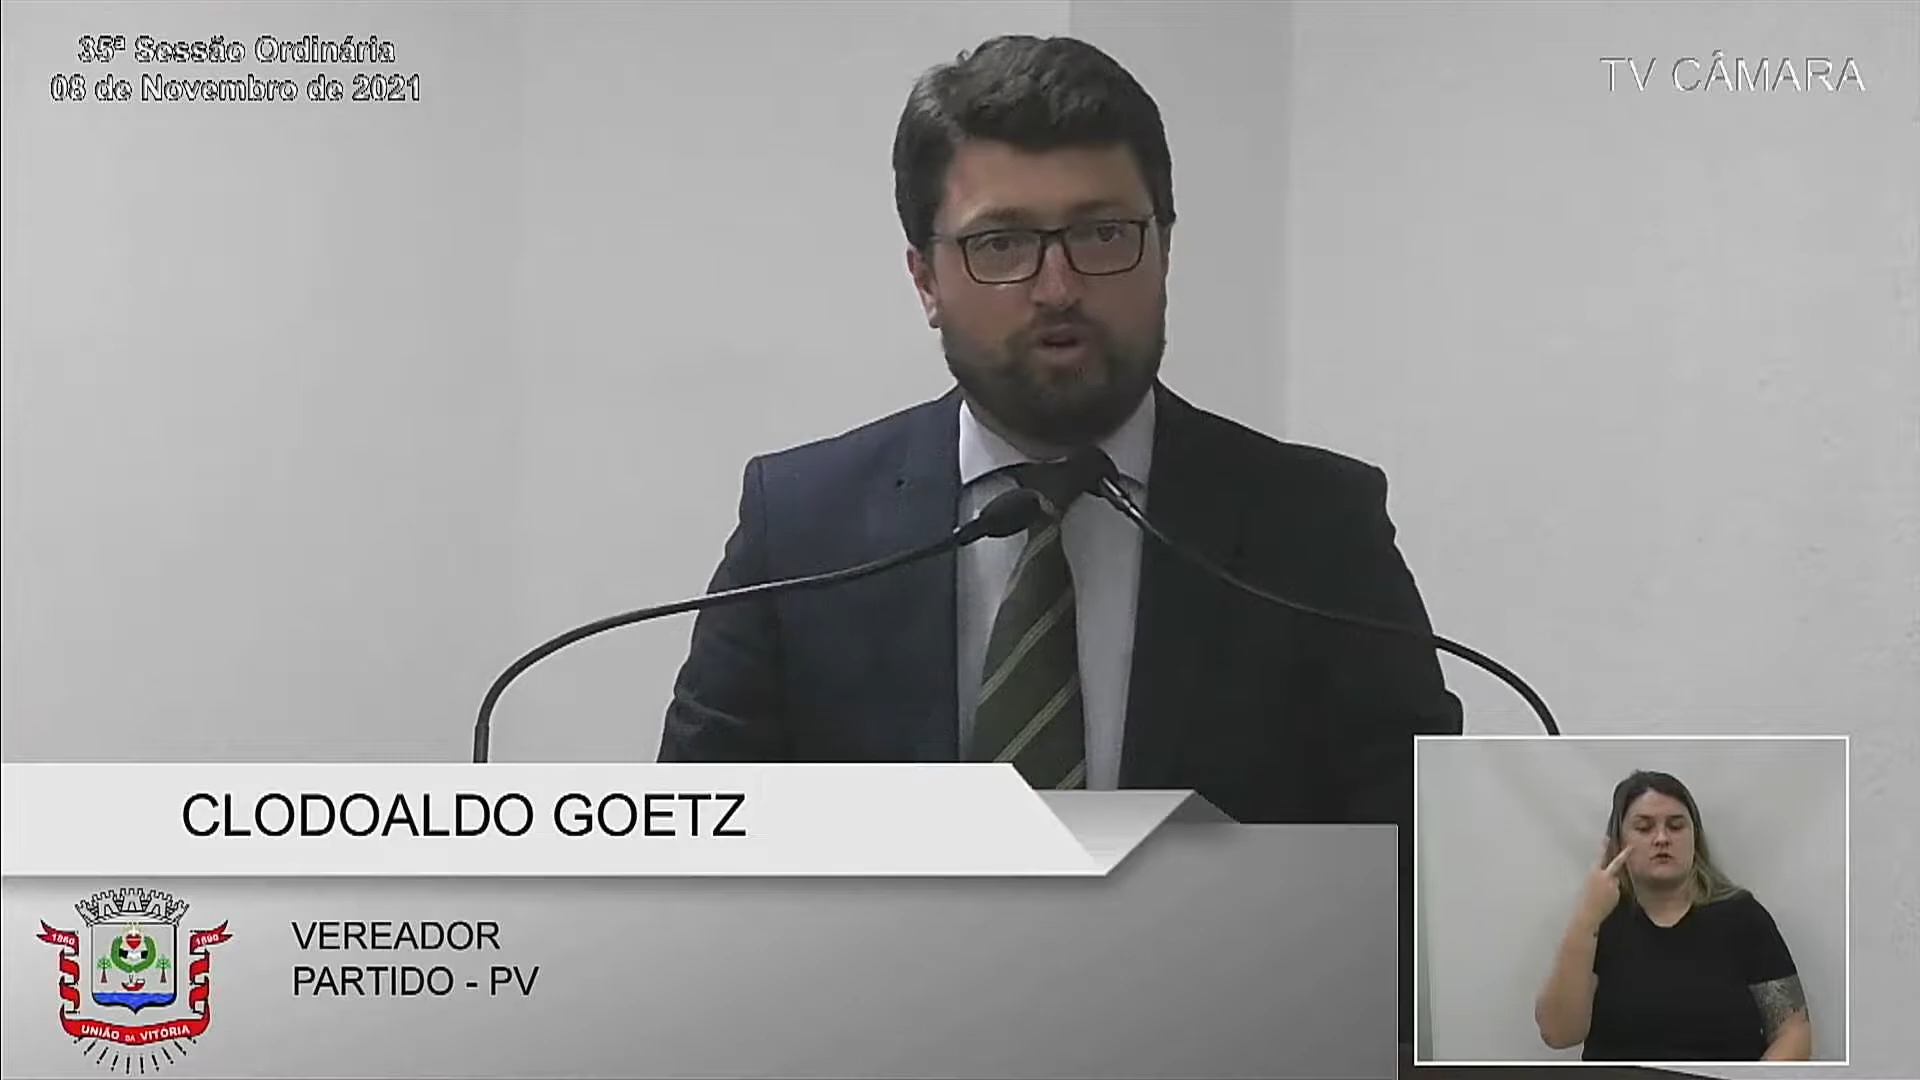 35ª Sessão Ordinária
08 de Novembro de 2021
TV CÂMARA
CLODOALDO GOETZ
VEREADOR
PARTIDO - PV
1880 1890
UNIÃO DA VITÓRIA